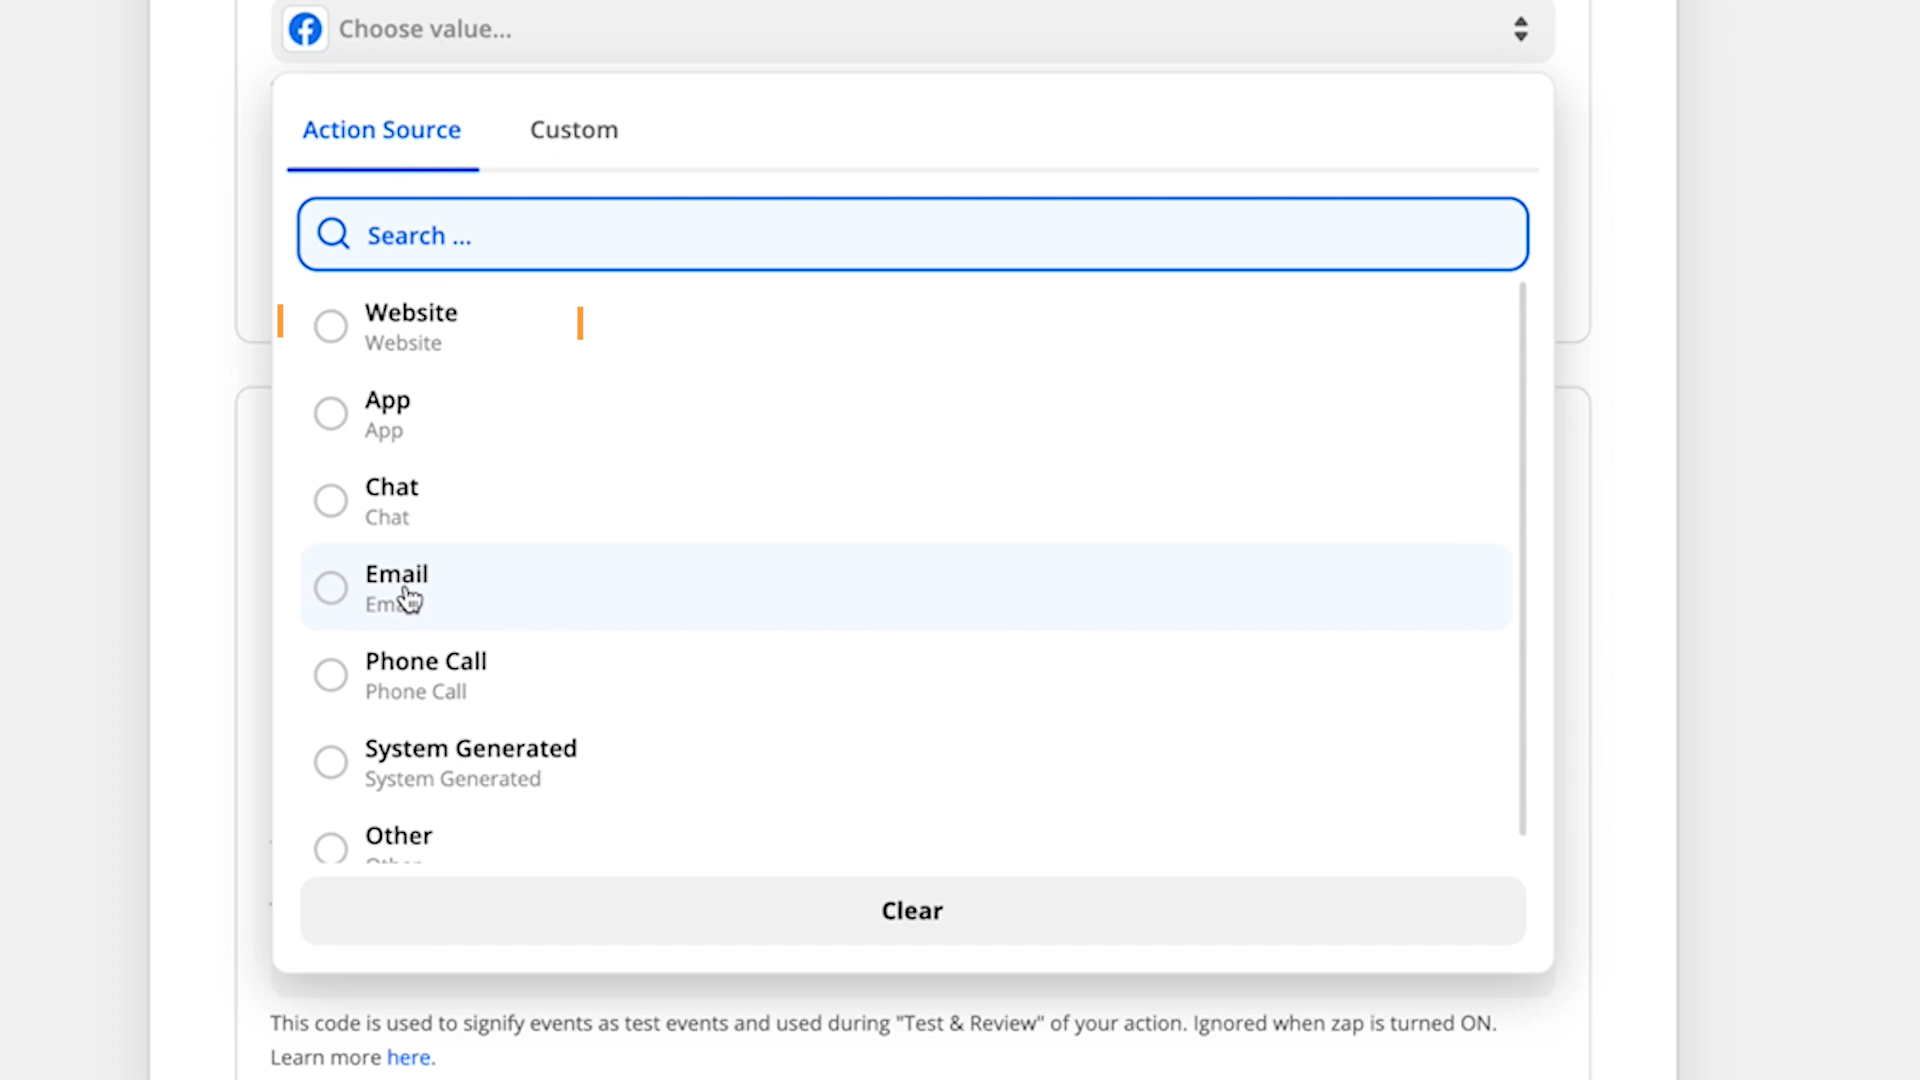 Choose value...
Action Source
Custom
Search ...
Website
Website
App
App
Chat
Chat
Email
Phone Call
Phone Call
System Generated
System Generated
Other
Clear
This code is used to signify events as test events and used during "Test & Review" of your action. Ignored when zap is turned ON.
Learn more here.